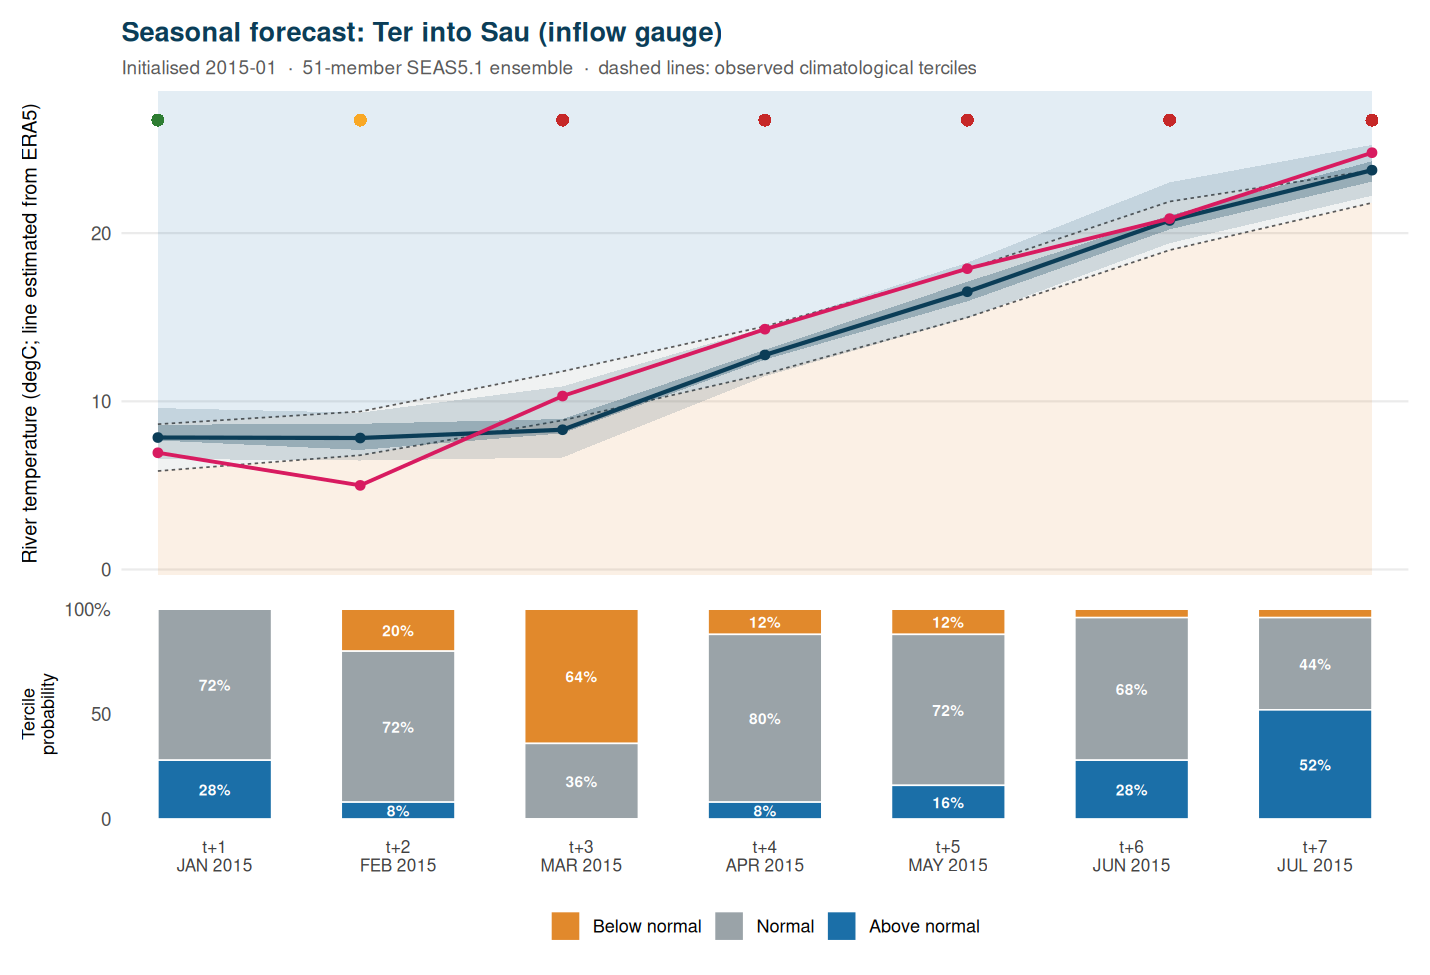 Seasonal forecast: Ter into Sau (inflow gauge)
Initialised 2015-01 · 51-member SEAS5.1 ensemble · dashed lines: observed climatological terciles
River temperature (degC; line estimated from ERA5)
20
10
0
Tercile
probability
100%
50
0
72%
28%
20%
72%
8%
64%
36%
12%
80%
8%
12%
72%
16%
68%
28%
44%
52%
t+1
JAN 2015
t+2
FEB 2015
t+3
MAR 2015
t+4
APR 2015
t+5
MAY 2015
t+6
JUN 2015
t+7
JUL 2015
Below normal
Normal
Above normal